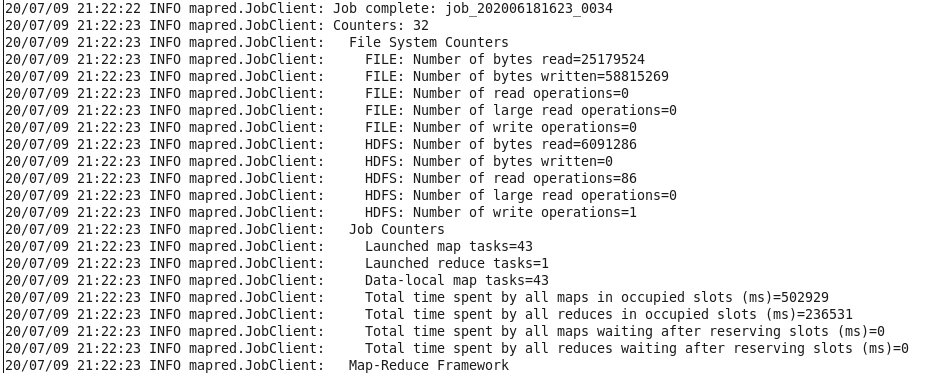 20/07/09 21:22:22 INFO mapred.JobClient: Job complete: job_202006181623_0034
20/07/09 21:22:23 INFO mapred.JobClient: Counters: 32
20/07/09 21:22:23 INFO mapred.JobClient:   File System Counters
20/07/09 21:22:23 INFO mapred.JobClient:     FILE: Number of bytes read=25179524
20/07/09 21:22:23 INFO mapred.JobClient:     FILE: Number of bytes written=58815269
20/07/09 21:22:23 INFO mapred.JobClient:     FILE: Number of read operations=0
20/07/09 21:22:23 INFO mapred.JobClient:     FILE: Number of large read operations=0
20/07/09 21:22:23 INFO mapred.JobClient:     FILE: Number of write operations=0
20/07/09 21:22:23 INFO mapred.JobClient:     HDFS: Number of bytes read=6091286
20/07/09 21:22:23 INFO mapred.JobClient:     HDFS: Number of bytes written=0
20/07/09 21:22:23 INFO mapred.JobClient:     HDFS: Number of read operations=86
20/07/09 21:22:23 INFO mapred.JobClient:     HDFS: Number of large read operations=0
20/07/09 21:22:23 INFO mapred.JobClient:     HDFS: Number of write operations=1
20/07/09 21:22:23 INFO mapred.JobClient:   Job Counters
20/07/09 21:22:23 INFO mapred.JobClient:     Launched map tasks=43
20/07/09 21:22:23 INFO mapred.JobClient:     Launched reduce tasks=1
20/07/09 21:22:23 INFO mapred.JobClient:     Data-local map tasks=43
20/07/09 21:22:23 INFO mapred.JobClient:     Total time spent by all maps in occupied slots (ms)=502929
20/07/09 21:22:23 INFO mapred.JobClient:     Total time spent by all reduces in occupied slots (ms)=236531
20/07/09 21:22:23 INFO mapred.JobClient:     Total time spent by all maps waiting after reserving slots (ms)=0
20/07/09 21:22:23 INFO mapred.JobClient:     Total time spent by all reduces waiting after reserving slots (ms)=0
20/07/09 21:22:23 INFO mapred.JobClient:   Map-Reduce Framework